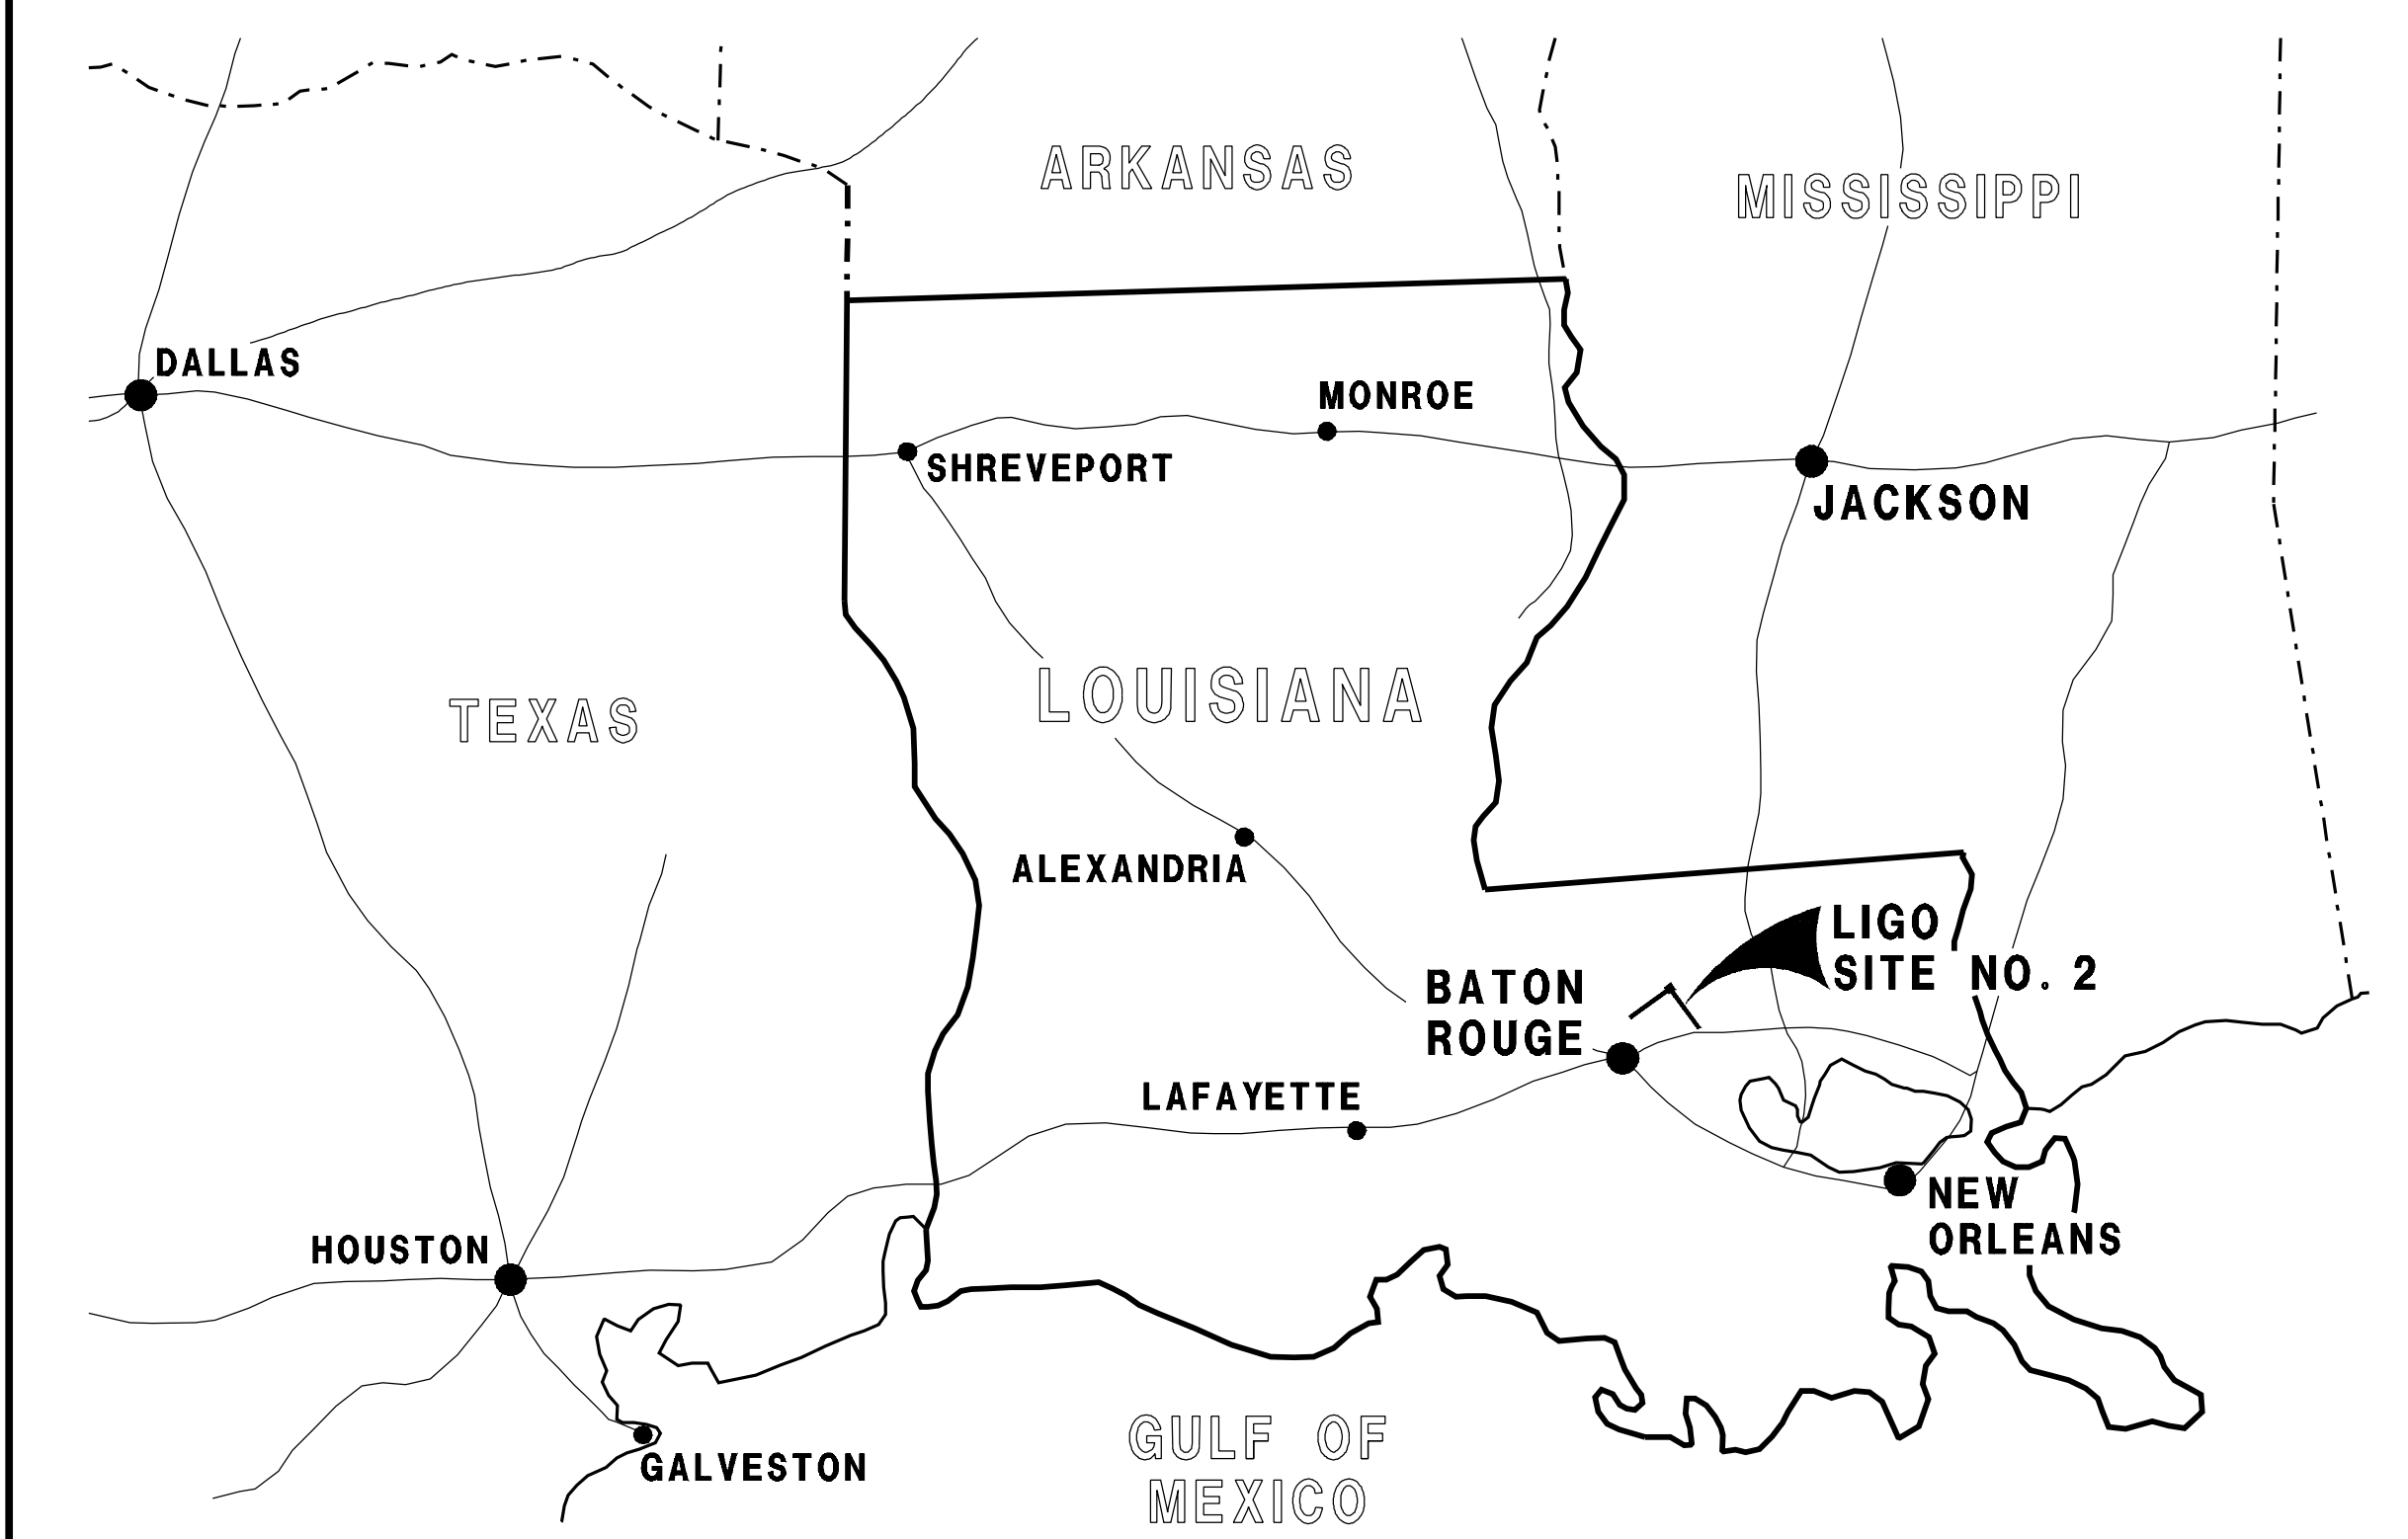 ARKANSAS
MISSISSIPPI
DALLAS
MONROE
SHREVEPORT
JACKSON
LOUISIANA
TEXAS
ALEXANDRIA
LIGO
SITE NO. 2
BATON
ROUGE
LAFAYETTE
NEW
ORLEANS
HOUSTON
GALVESTON
GULF OF
MEXICO